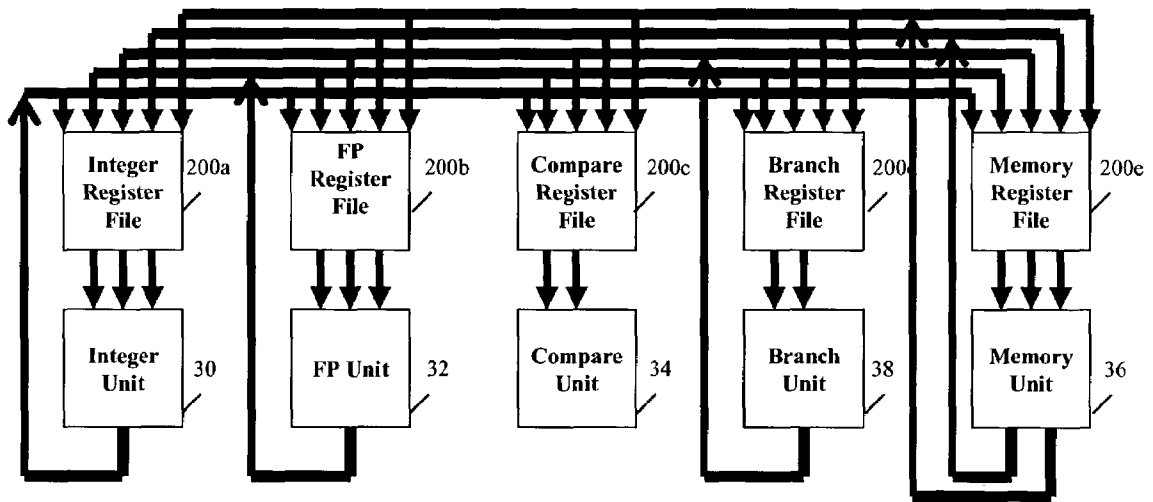 Integer
Register
File
200a
FP
Register
File
200b
Compare
Register
File
200c
Branch
Register
File
200
Memory
Register
File
200e
Integer
Unit
30
FP Unit
32
Compare
Unit
34
Branch
Unit
38
Memory
Unit
36